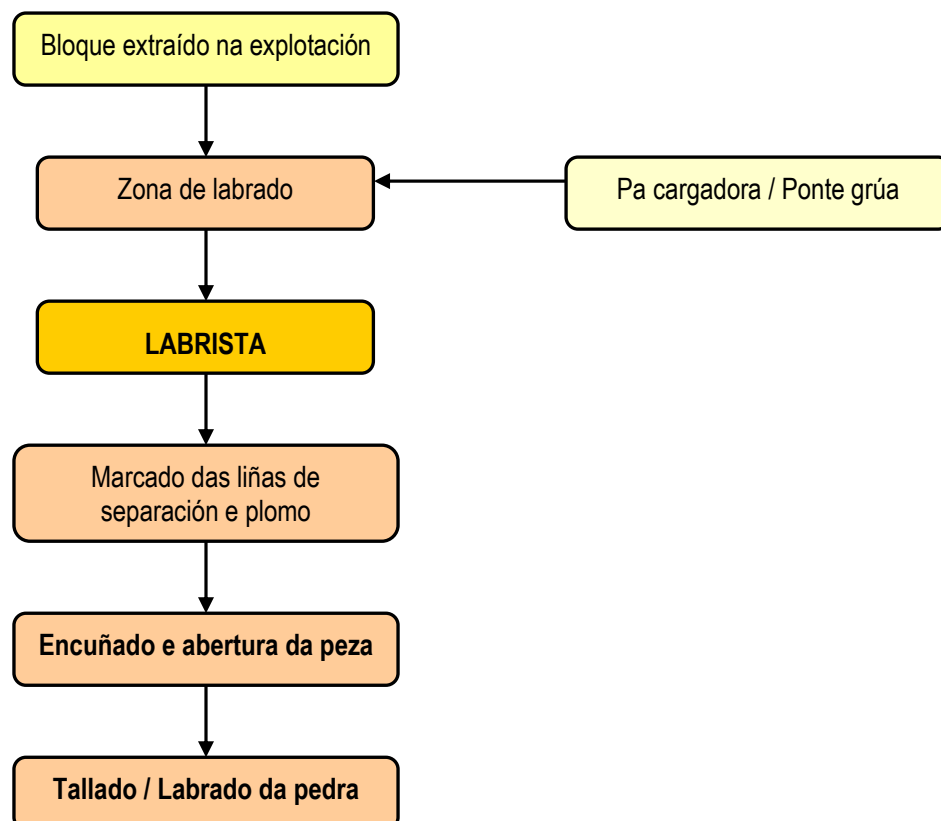 Bloque extraído na explotación
Zona de labrado
Pa cargadora / Ponte grúa
LABRISTA
Marcado das liñas de
separación e plomo
Encuñado e abertura da peza
Tallado / Labrado da pedra